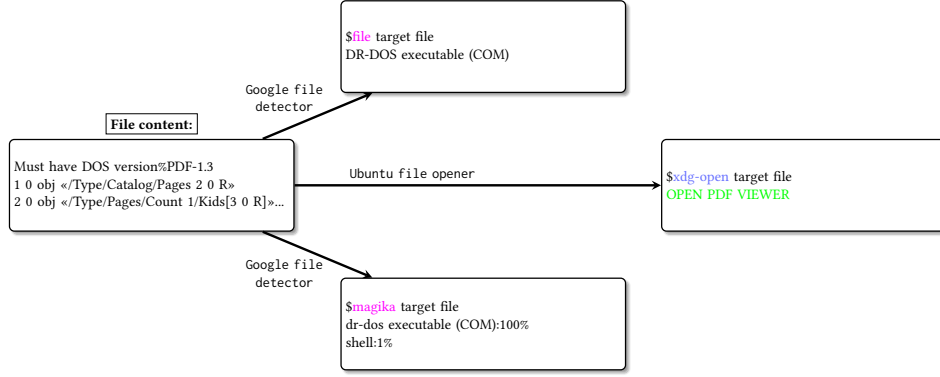 $file target file
DR-DOS executable (COM)
Google file
detector
File content:
Must have DOS version%PDF-1.3
1 0 obj «/Type/Catalog/Pages 2 0 R»
2 0 obj «/Type/Pages/Count 1/Kids[3 0 R]»...
Ubuntu file opener
$xdg-open target file
OPEN PDF VIEWER
Google file
detector
$magika target file
dr-dos executable (COM):100%
shell:1%